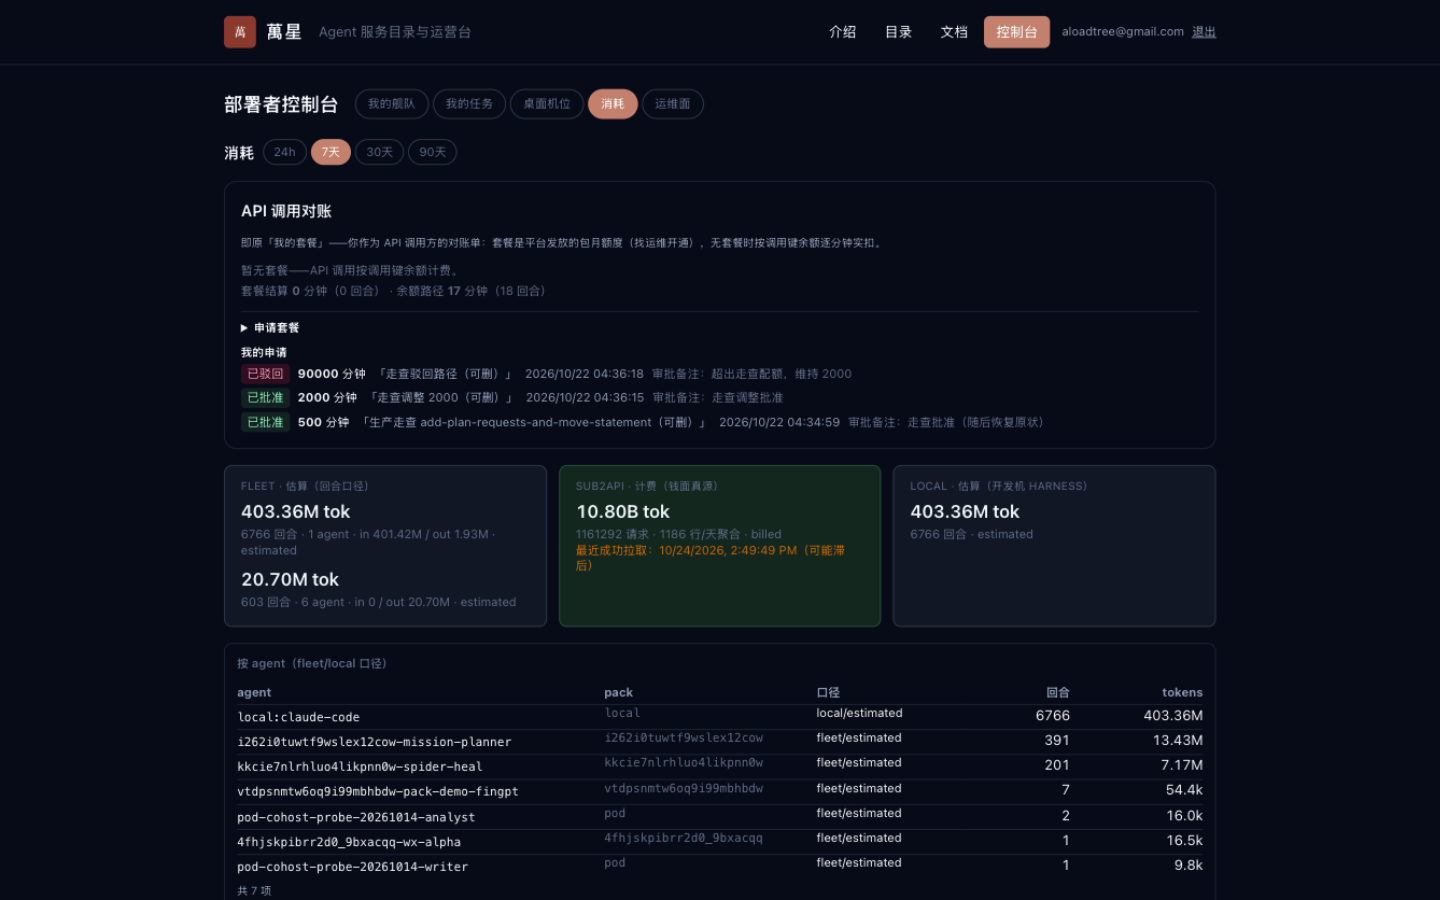 萬 萬星 Agent 服务目录与运营台 介绍 目录 文档 控制台 aloadtree@gmail.com 退出
部署者控制台 我的舰队 我的任务 桌面机位 消耗 运维面
消耗 24h 7天 30天 90天
API 调用对账
即原「我的套餐」——你作为 API 调用方的对账单：套餐是平台发放的包月额度（找运维开通），无套餐时按调用键余额逐分钟实扣。
暂无套餐——API 调用按调用键余额计费。
套餐结算 0 分钟（0 回合） · 余额路径 17 分钟（18 回合）
▶ 申请套餐
我的申请
已驳回 90000 分钟 「走查驳回路径（可删）」 2026/10/22 04:36:18 审批备注：超出走查配额，维持 2000
已批准 2000 分钟 「走查调整 2000（可删）」 2026/10/22 04:36:15 审批备注：走查调整批准
已批准 500 分钟 「生产走查 add-plan-requests-and-move-statement（可删）」 2026/10/22 04:34:59 审批备注：走查批准（随后恢复原状）
FLEET · 估算（回合口径）
403.36M tok
6766 回合 · 1 agent · in 401.42M / out 1.93M ·
estimated
20.70M tok
603 回合 · 6 agent · in 0 / out 20.70M · estimated
SUB2API · 计费（钱面真源）
10.80B tok
1161292 请求 · 1186 行/天聚合 · billed
最近成功拉取：10/24/2026, 2:49:49 PM（可能滞
后）
LOCAL · 估算（开发机 HARNESS）
403.36M tok
6766 回合 · estimated
按 agent（fleet/local 口径）
agent pack 口径 回合 tokens
local:claude-code local local/estimated 6766 403.36M
i262i0tuwtf9wslex12cow-mission-planner i262i0tuwtf9wslex12cow fleet/estimated 391 13.43M
kkcie7nlrhluo4likpnn0w-spider-heal kkcie7nlrhluo4likpnn0w fleet/estimated 201 7.17M
vtdpsnmtw6oq9i99mbhbdw-pack-demo-fingpt vtdpsnmtw6oq9i99mbhbdw fleet/estimated 7 54.4k
pod-cohost-probe-20261014-analyst pod fleet/estimated 2 16.0k
4fhjskpibrr2d0_9bxacqq-wx-alpha 4fhjskpibrr2d0_9bxacqq fleet/estimated 1 16.5k
pod-cohost-probe-20261014-writer pod fleet/estimated 1 9.8k
共 7 项